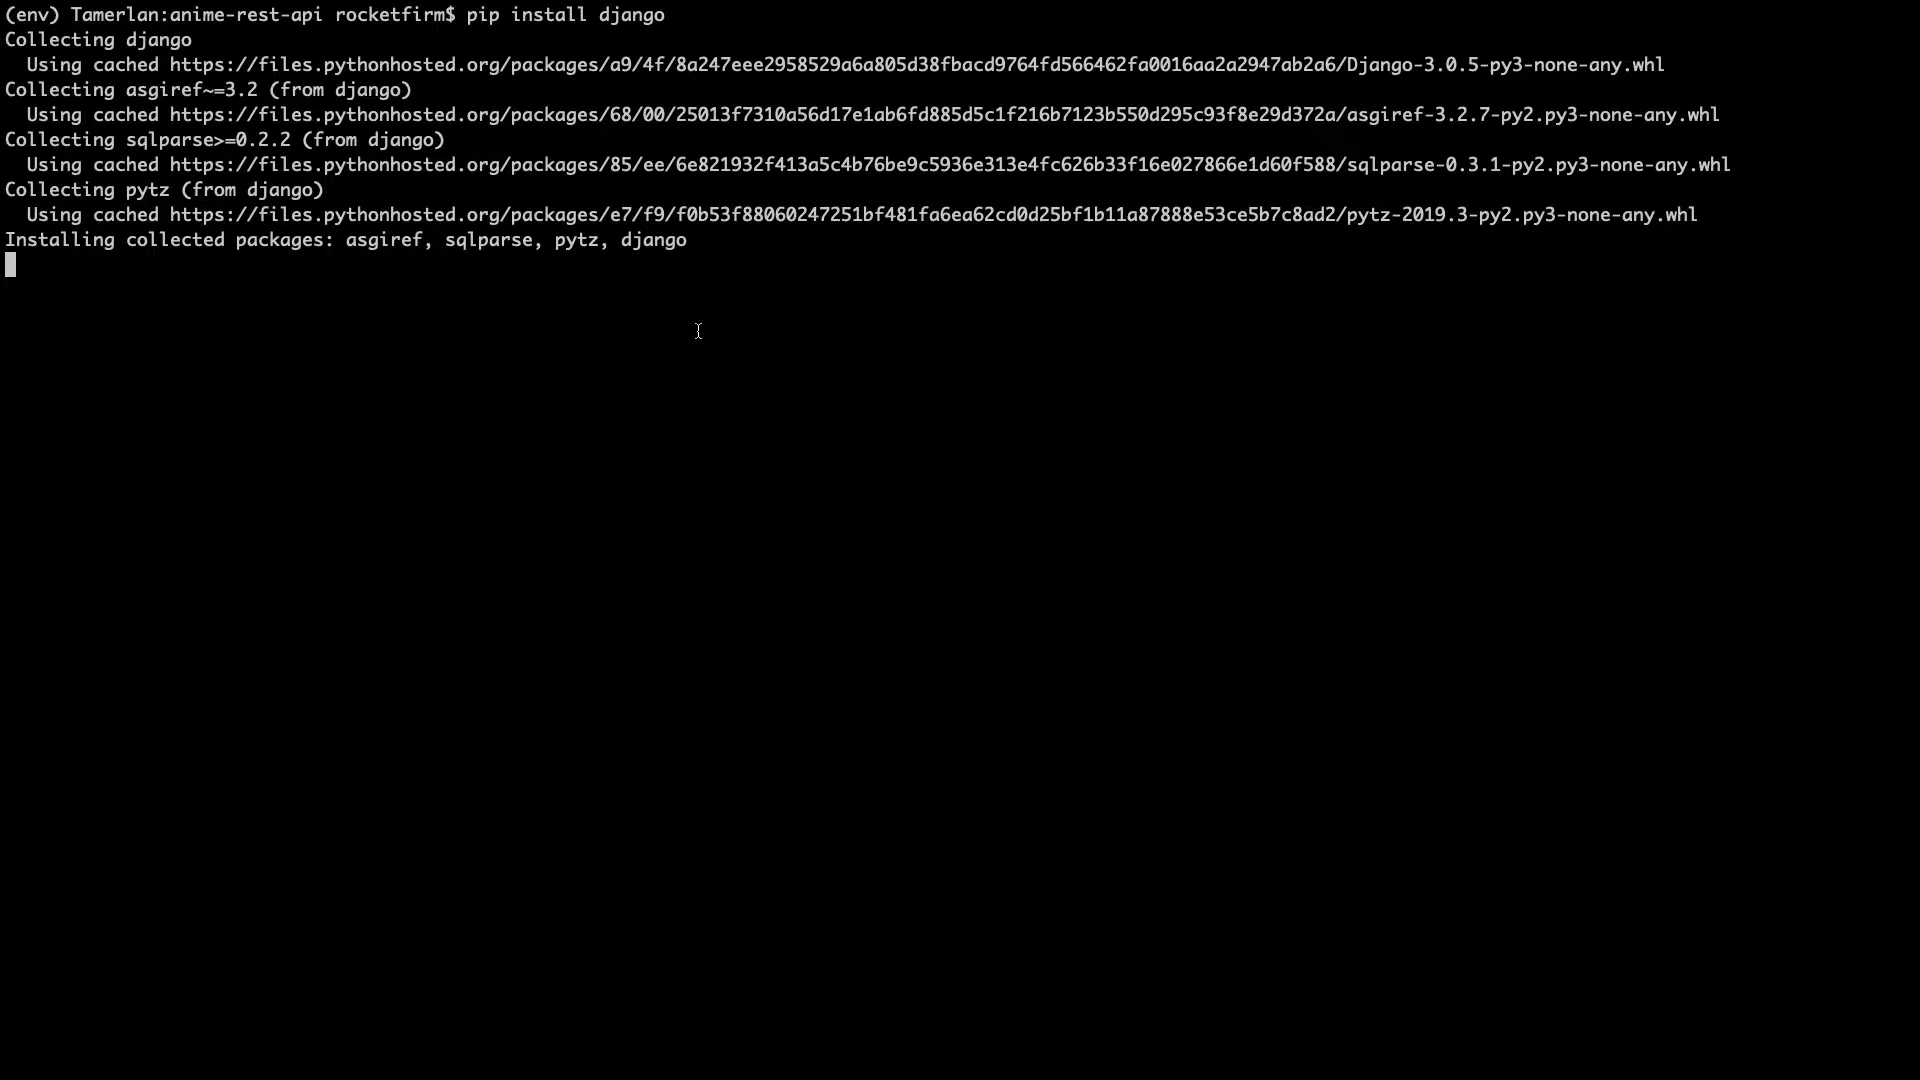 (env) Tamerlan:anime-rest-api rocketfirm$ pip install django
Collecting django
  Using cached https://files.pythonhosted.org/packages/a9/4f/8a247eee2958529a6a805d38fbacd9764fd566462fa0016aa2a2947ab2a6/Django-3.0.5-py3-none-any.whl
Collecting asgiref~=3.2 (from django)
  Using cached https://files.pythonhosted.org/packages/68/00/25013f7310a56d17e1ab6fd885d5c1f216b7123b550d295c93f8e29d372a/asgiref-3.2.7-py2.py3-none-any.whl
Collecting sqlparse>=0.2.2 (from django)
  Using cached https://files.pythonhosted.org/packages/85/ee/6e821932f413a5c4b76be9c5936e313e4fc626b33f16e027866e1d60f588/sqlparse-0.3.1-py2.py3-none-any.whl
Collecting pytz (from django)
  Using cached https://files.pythonhosted.org/packages/e7/f9/f0b53f88060247251bf481fa6ea62cd0d25bf1b11a87888e53ce5b7c8ad2/pytz-2019.3-py2.py3-none-any.whl
Installing collected packages: asgiref, sqlparse, pytz, django